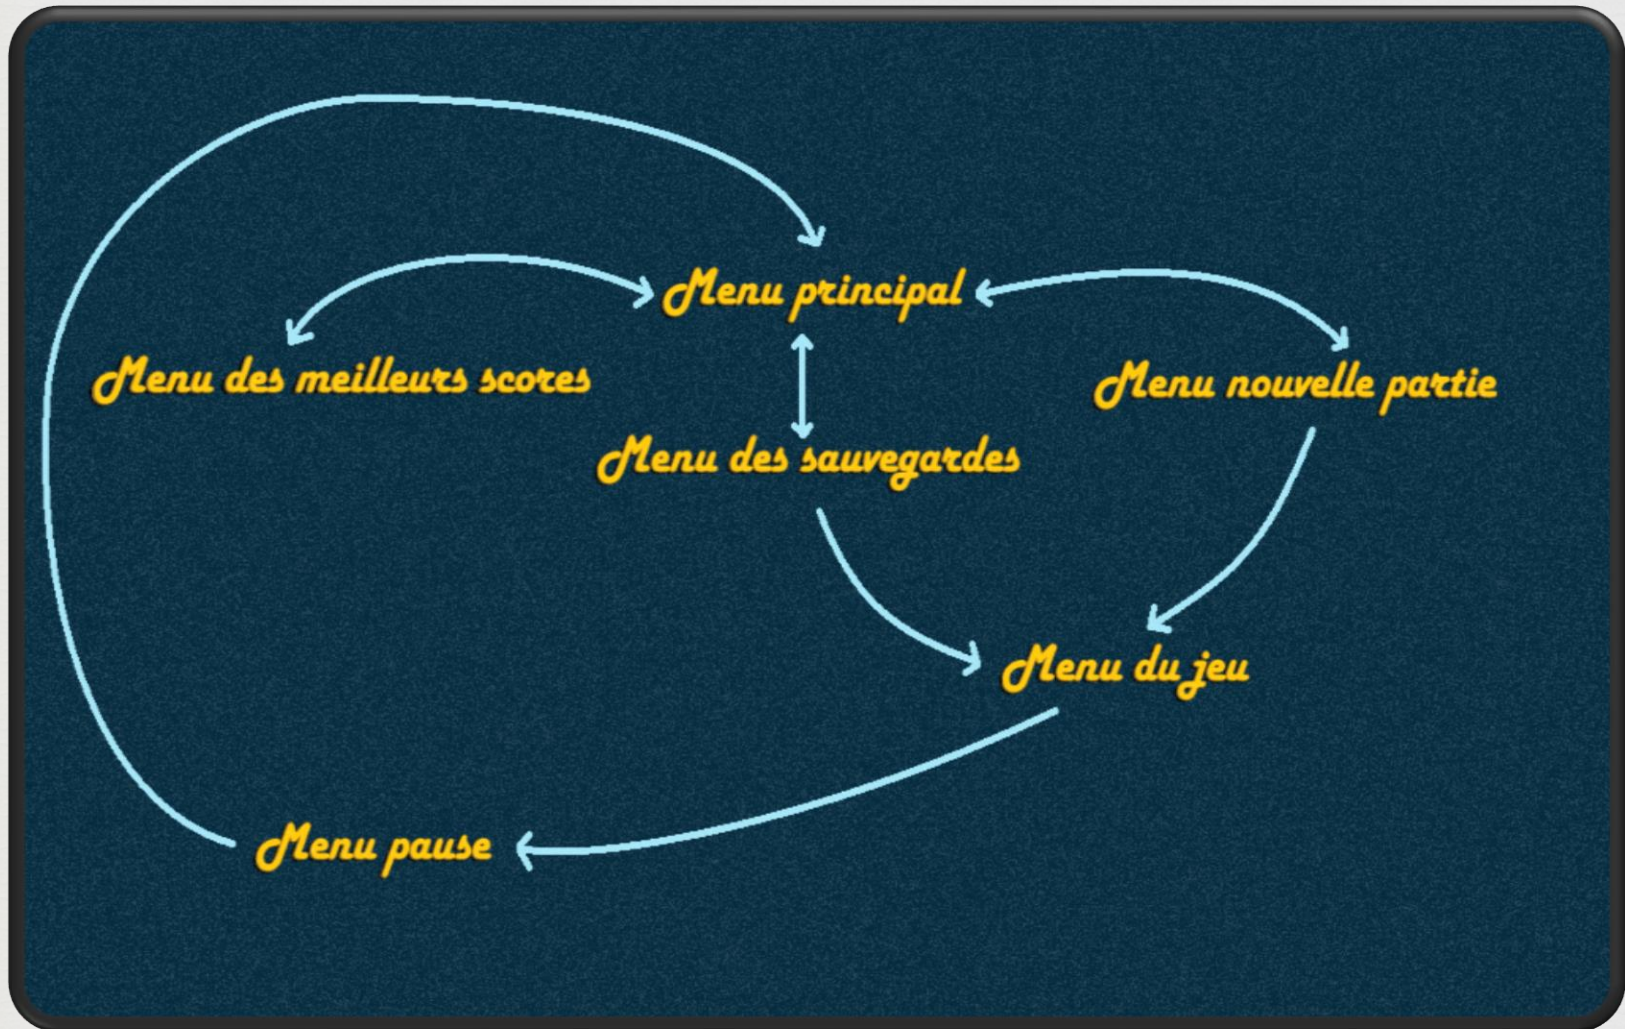 Menu principal
Menu des meilleurs scores
Menu nouvelle partie
Menu des sauvegardes
Menu du jeu
Menu pause